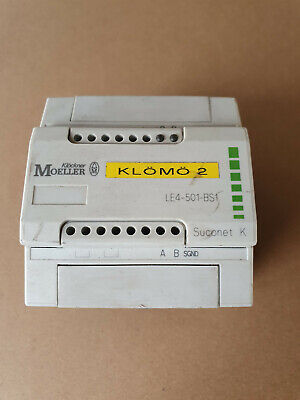 Klöckner
MOELLER
KLÖMÖ 2
LE4-501-BS1
Suconet K
A B SGND